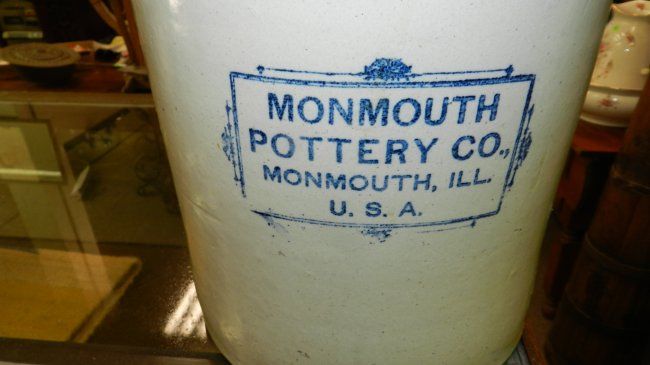 MONMOUTH
POTTERY CO.,
MONMOUTH, ILL.
U. S. A.